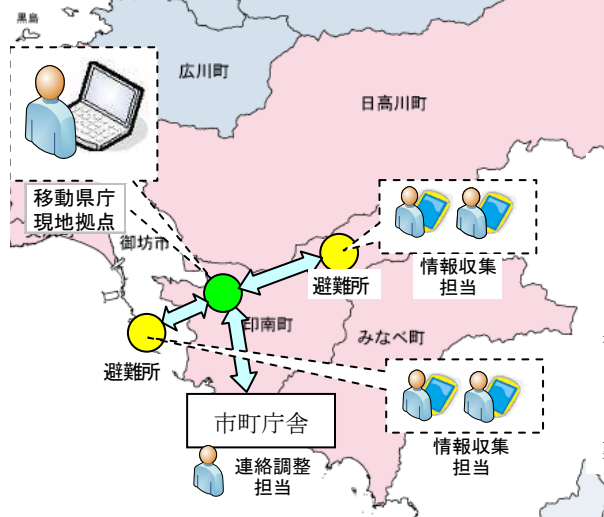 黒島
広川町
日高川町
移動県庁
現地拠点
御坊市
避難所
情報収集
担当
印南町
みなべ町
避難所
市町庁舎
情報収集
担当
連絡調整
担当